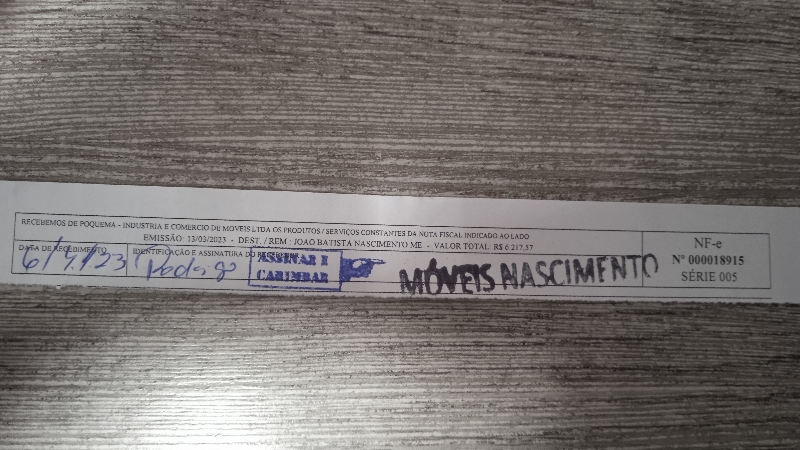 RECEBEMOS DE POQUEMA - INDUSTRIA E COMERCIO DE MOVEIS LTDA OS PRODUTOS / SERVIÇOS CONSTANTES DA NOTA FISCAL INDICADO AO LADO
EMISSÃO: 13/03/2023 - DEST. / REM : JOAO BATISTA NASCIMENTO ME - VALOR TOTAL R$ 6.217,57
DATA DE RECEBIMENTO
6/4/23
IDENTIFICAÇÃO E ASSINATURA DO
Rodrigo
ASSINAR E
CARIMBAR
MÓVEIS NASCIMENTO
NF-e
Nº 000018915
SÉRIE 005